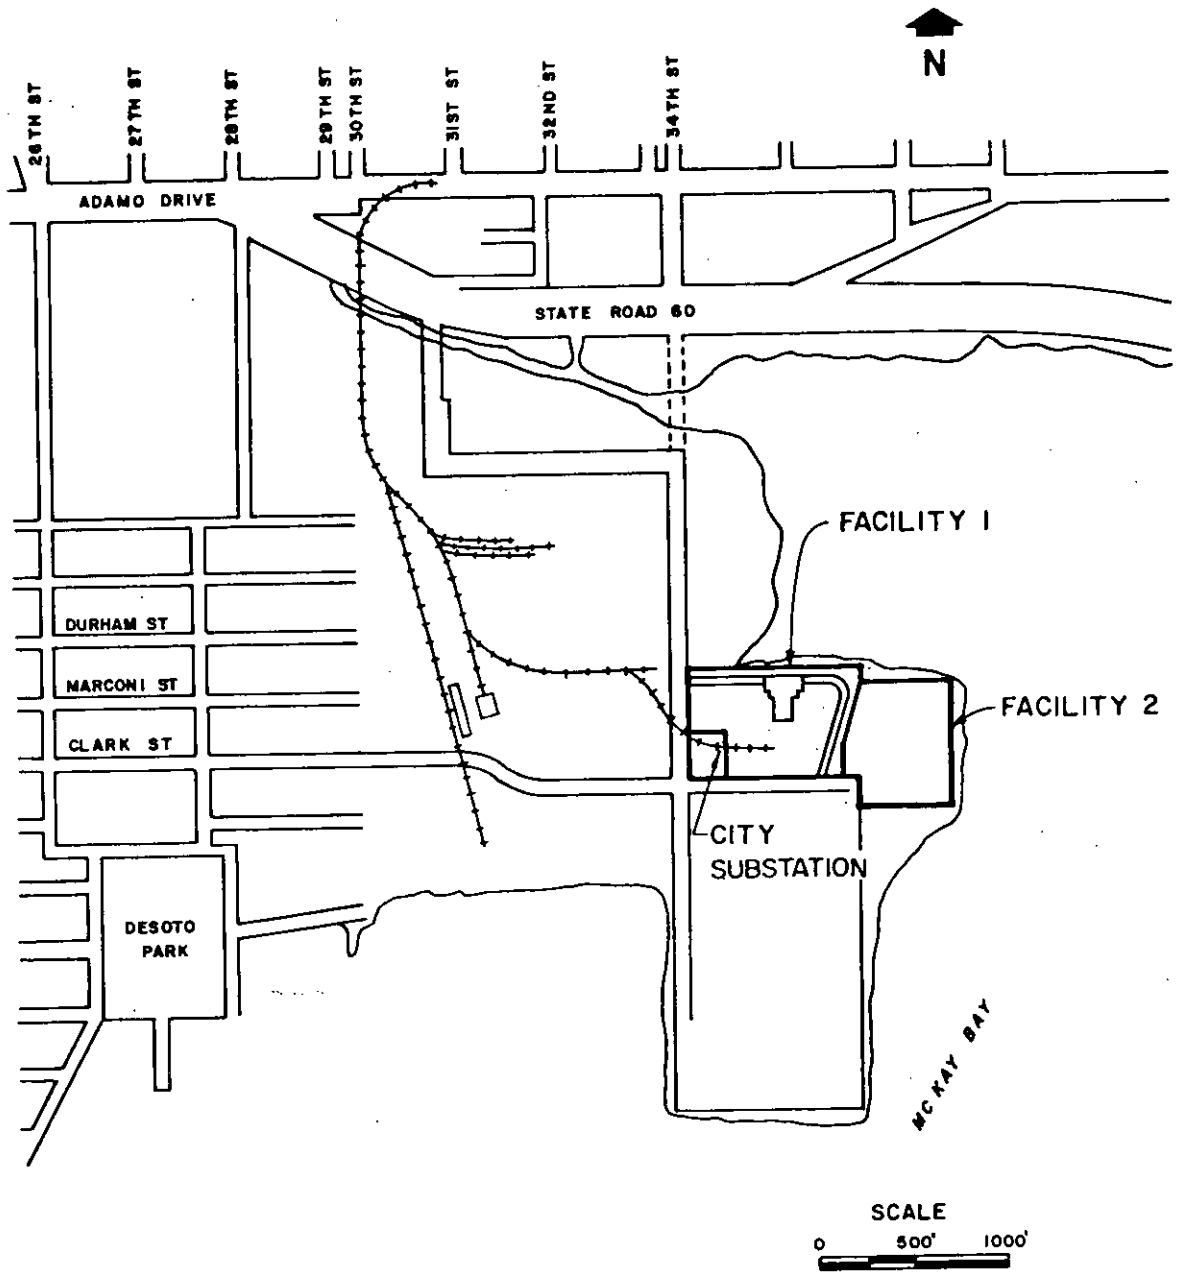 N
26TH ST
27TH ST
28TH ST
29TH ST
30TH ST
31ST ST
32ND ST
34TH ST
ADAMO DRIVE
STATE ROAD 60
FACILITY 1
DURHAM ST
MARCONI ST
FACILITY 2
CLARK ST
CITY
SUBSTATION
DESOTO
PARK
MC KAY BAY
SCALE
0 500' 1000'